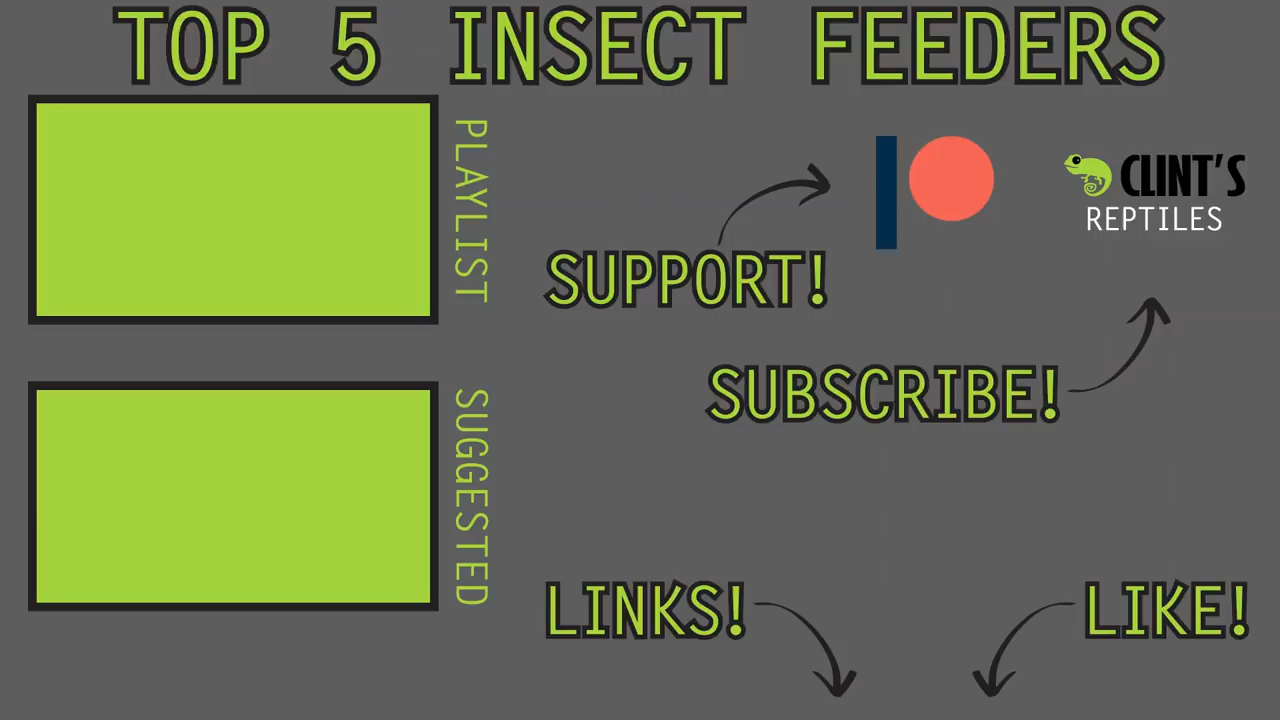 TOP 5 INSECT FEEDERS
PLAYLIST
CLINT'S
REPTILES
SUPPORT!
SUBSCRIBE!
SUGGESTED
LINKS!
LIKE!